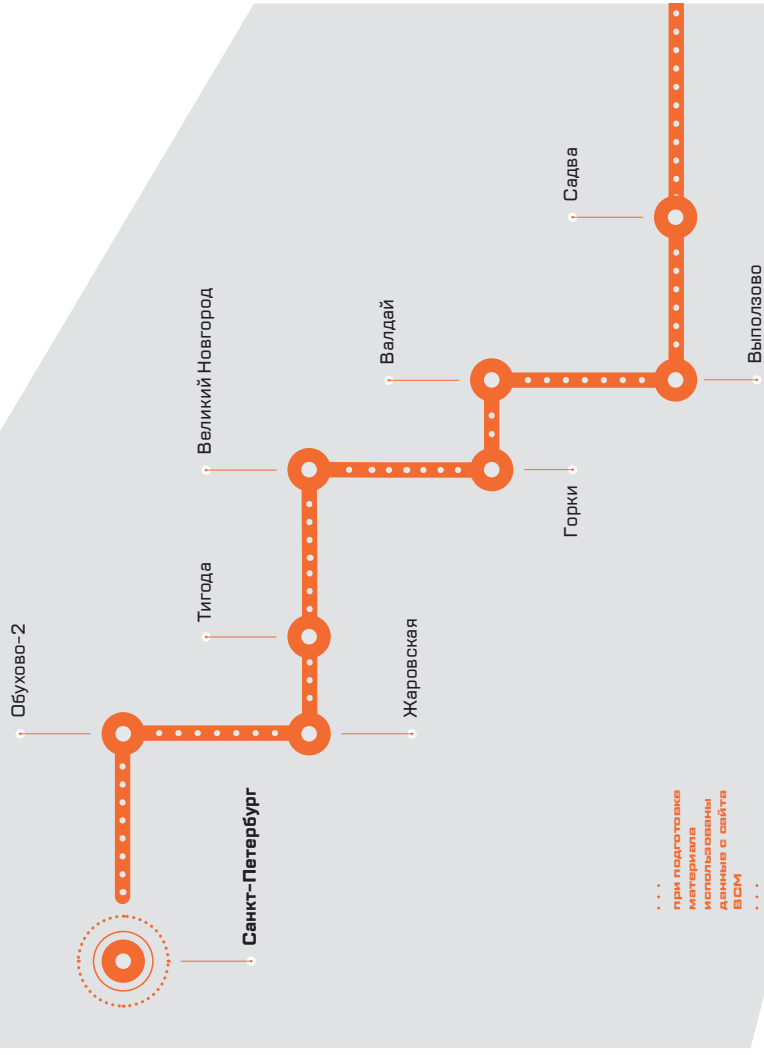 Обухово-2
Санкт-Петербург
Тигода
Жаровская
Великий Новгород
Горки
Валдай
Выползово
Садва
при подготовке
материала
использованы
данные с сайта
ВСМ